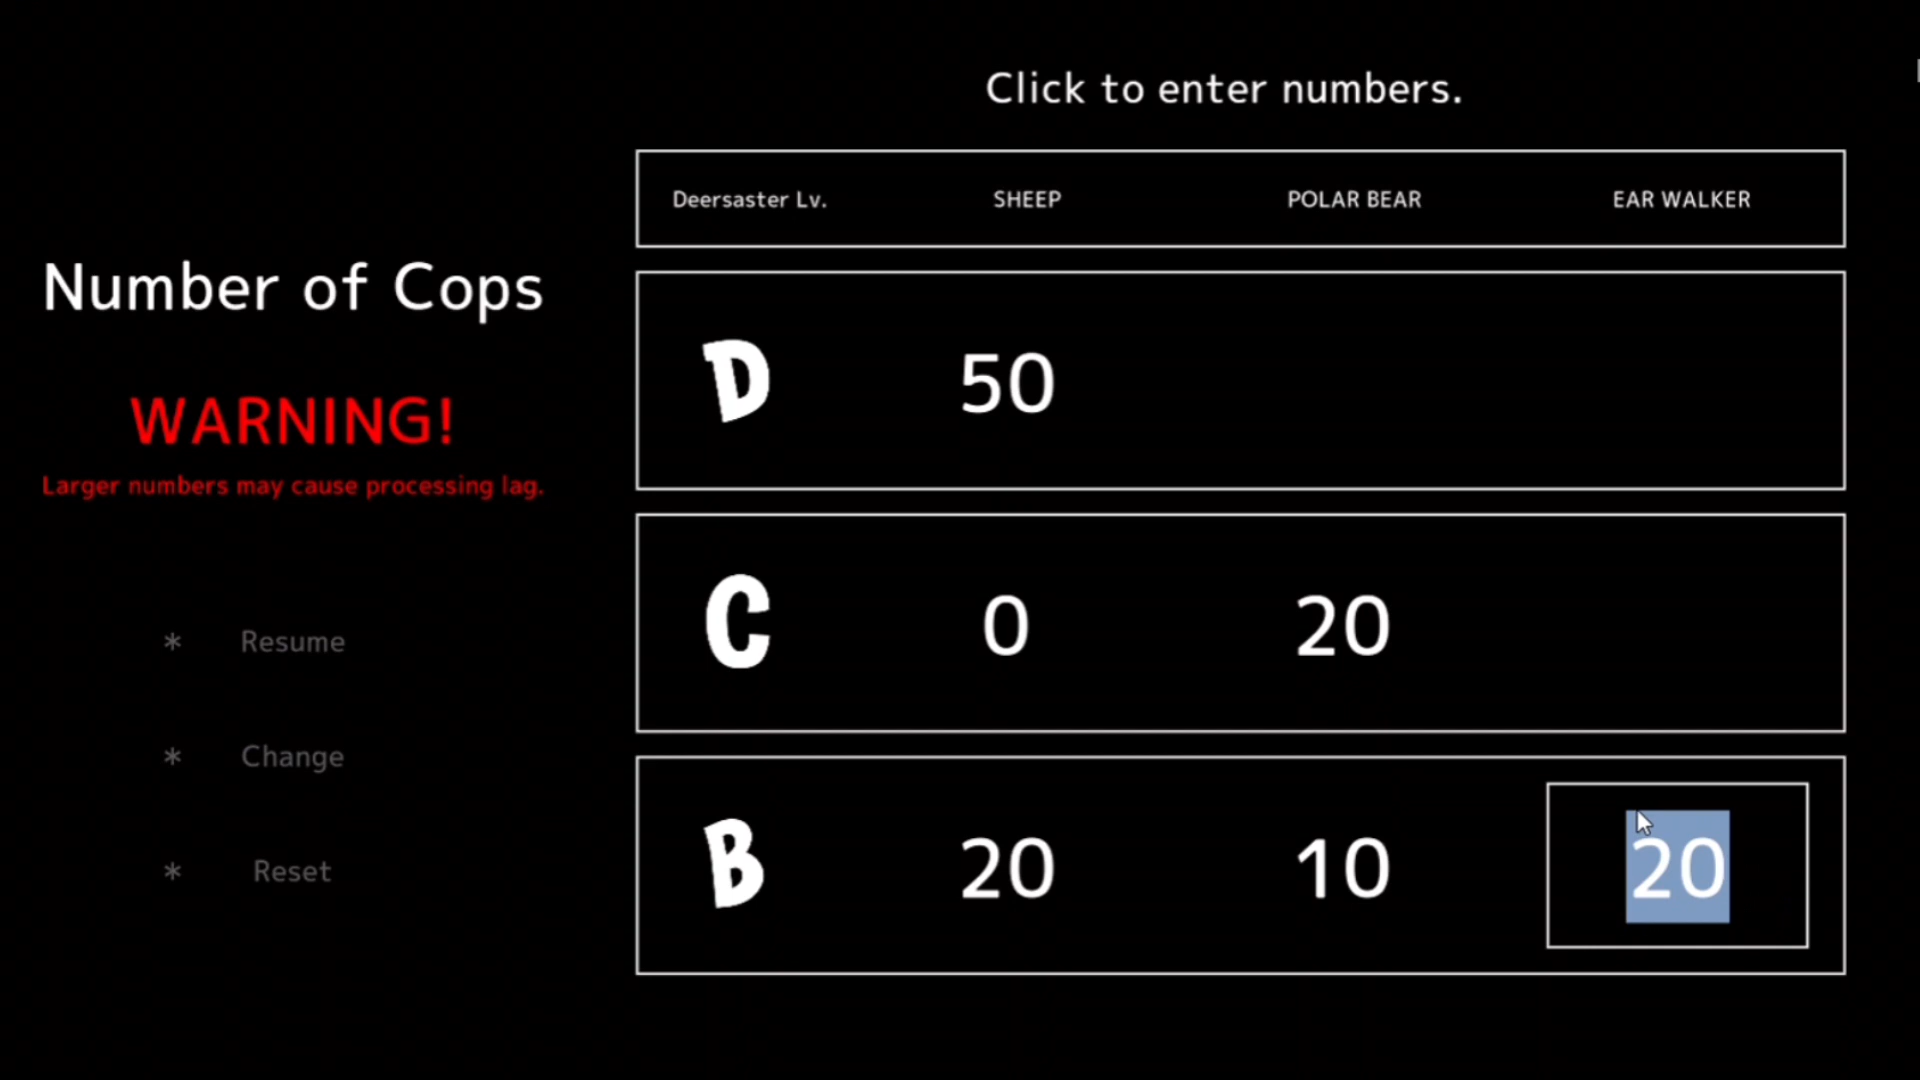 Click to enter numbers.
Deersaster Lv. SHEEP POLAR BEAR EAR WALKER
Number of Cops
WARNING!
Larger numbers may cause processing lag.
D 50
C 0 20
B 20 10 20
* Resume
* Change
* Reset